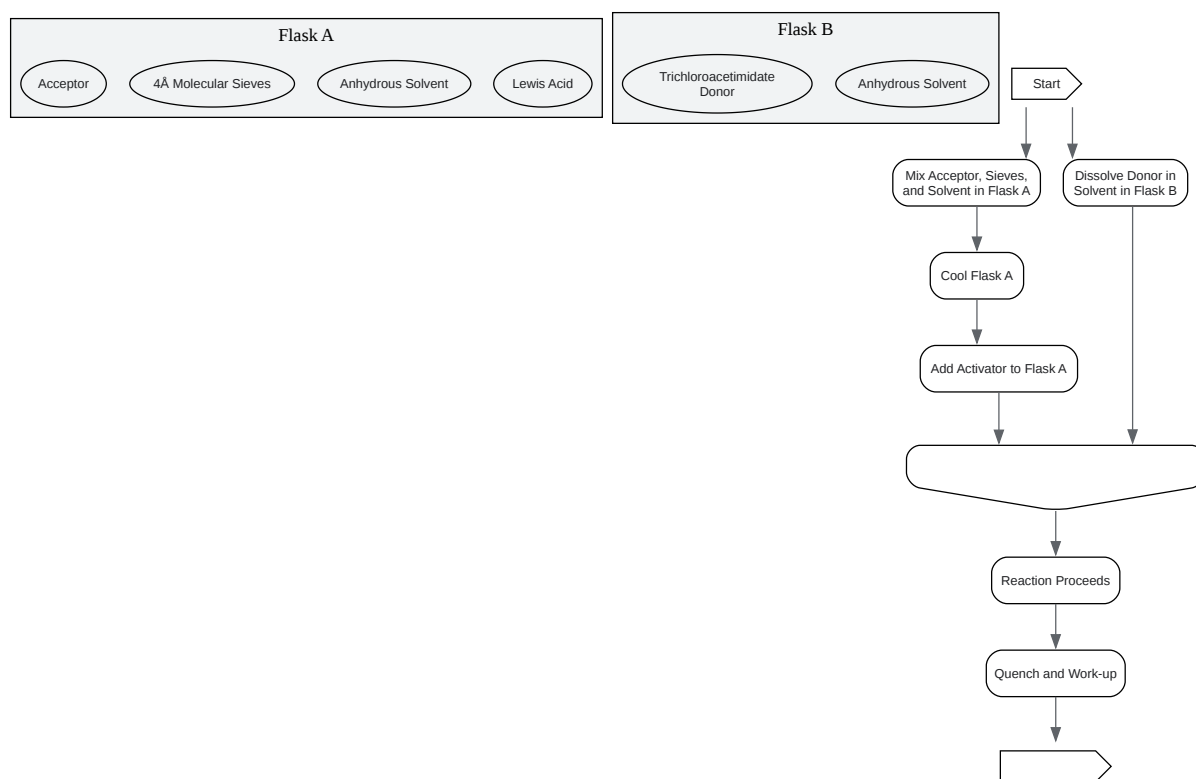 Flask A
Acceptor
4Å Molecular Sieves
Anhydrous Solvent
Lewis Acid
Flask B
Trichloroacetimidate
Donor
Anhydrous Solvent
Start
Mix Acceptor, Sieves,
and Solvent in Flask A
Dissolve Donor in
Solvent in Flask B
Cool Flask A
Add Activator to Flask A
Reaction Proceeds
Quench and Work-up